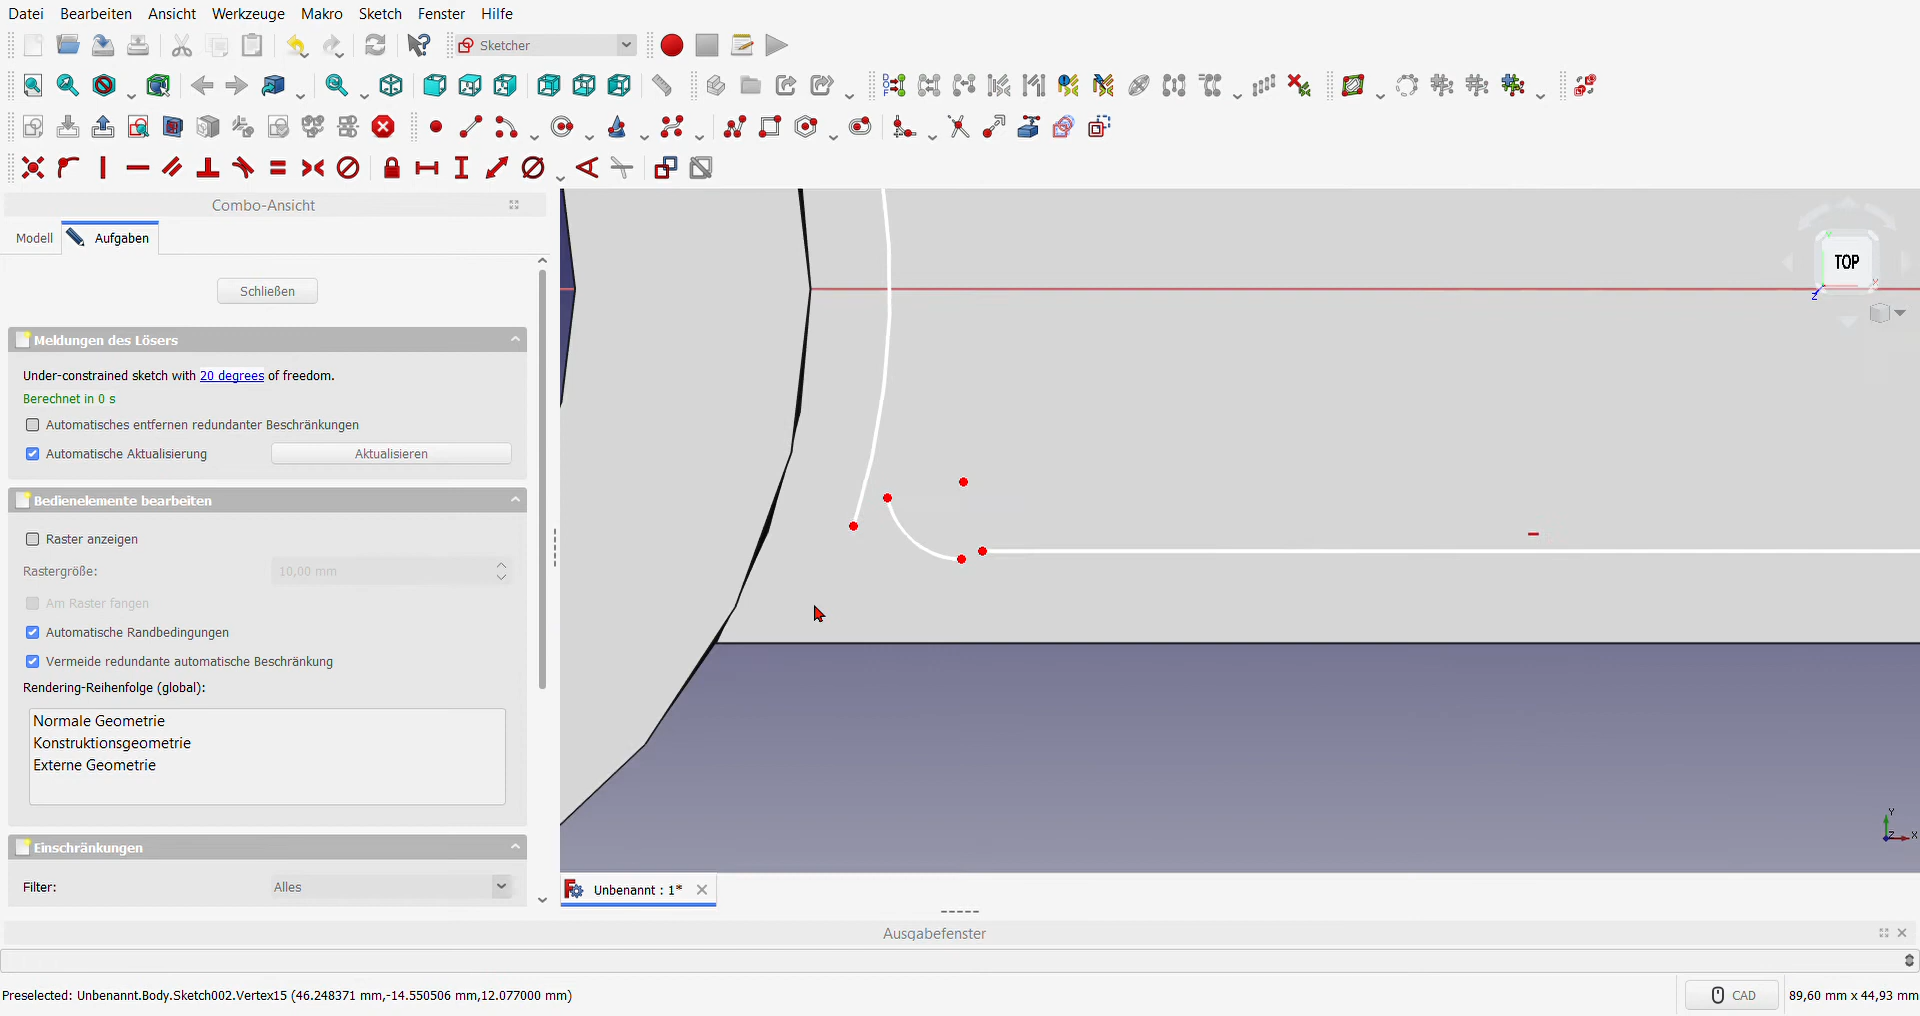 Datei Bearbeiten Ansicht Werkzeuge Makro Sketch Fenster Hilfe
Sketcher
Combo-Ansicht
Modell Aufgaben
Schließen
Meldungen des Lösers
Under-constrained sketch with 20 degrees of freedom.
Berechnet in 0 s
Automatisches entfernen redundanter Beschränkungen
Automatische Aktualisierung Aktualisieren
Bedienelemente bearbeiten
Raster anzeigen
Rastergröße: 10,00 mm
Am Raster fangen
Automatische Randbedingungen
Vermeide redundante automatische Beschränkung
Rendering-Reihenfolge (global):
Normale Geometrie
Konstruktionsgeometrie
Externe Geometrie
Einschränkungen
Filter: Alles
TOP
Y
X
Z
Y
Z X
Unbenannt : 1*
Ausgabefenster
Preselected: Unbenannt.Body.Sketch002.Vertex15 (46.248371 mm,-14.550506 mm,12.077000 mm)
CAD 89,60 mm x 44,93 mm